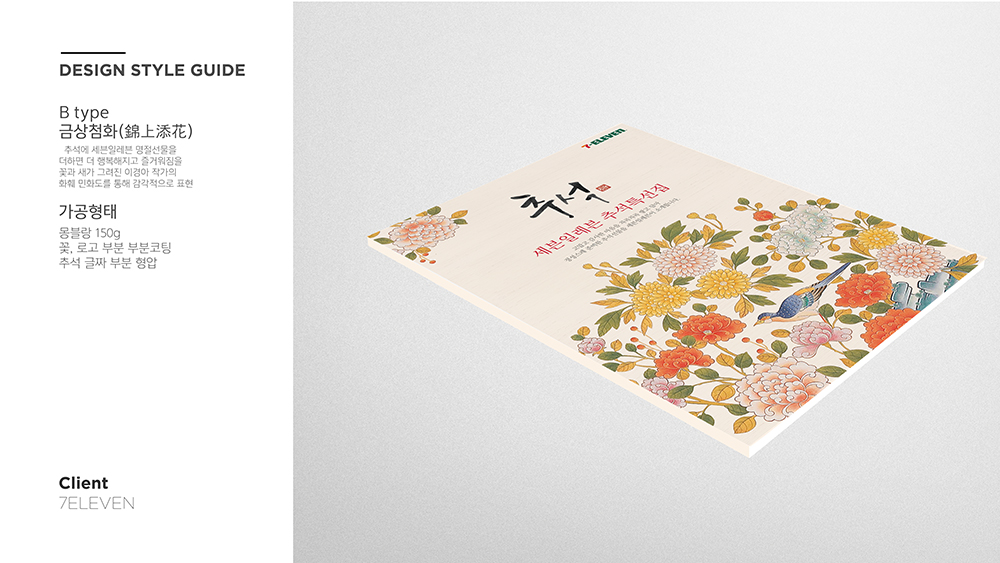 DESIGN STYLE GUIDE
B type
금상첨화(錦上添花)
추석에 세븐일레븐 명절선물을
더하면 더 행복해지고 즐거워짐을
꽃과 새가 그려진 이경아 작가의
화훼 민화도를 통해 감각적으로 표현
가공형태
몽블랑 150g
꽃, 로고 부분 부분코팅
추석 글짜 부분 형압
Client
7ELEVEN
7-ELEVEN
추석
세븐일레븐 추석특선집